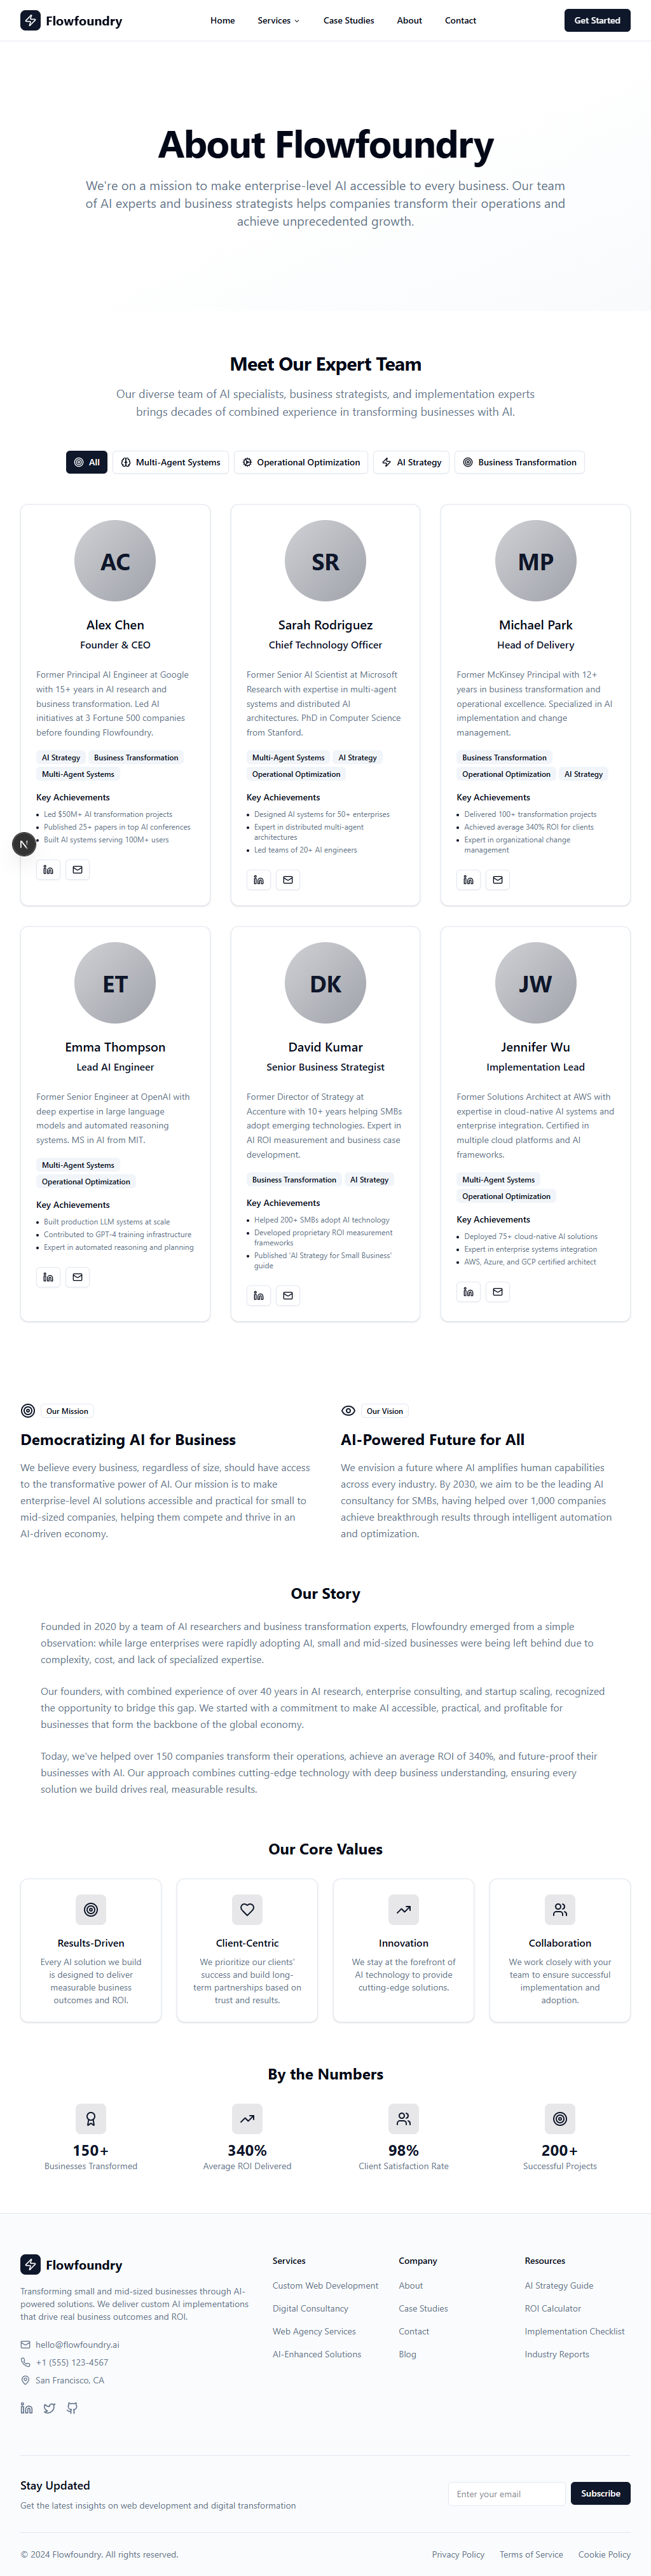 Flowfoundry
Home
Services
Case Studies
About
Contact
Get Started
About Flowfoundry
We're on a mission to make enterprise-level AI accessible to every business. Our team
of AI experts and business strategists helps companies transform their operations and
achieve unprecedented growth.
Meet Our Expert Team
Our diverse team of AI specialists, business strategists, and implementation experts
brings decades of combined experience in transforming businesses with AI.
All
Multi-Agent Systems
Operational Optimization
AI Strategy
Business Transformation
AC
Alex Chen
Founder & CEO
Former Principal AI Engineer at Google
with 15+ years in AI research and
business transformation. Led AI
initiatives at 3 Fortune 500 companies
before founding Flowfoundry.
AI Strategy
Business Transformation
Multi-Agent Systems
Key Achievements
Led $50M+ AI transformation projects
Published 25+ papers in top AI conferences
Built AI systems serving 100M+ users
N
SR
Sarah Rodriguez
Chief Technology Officer
Former Senior AI Scientist at Microsoft
Research with expertise in multi-agent
systems and distributed AI
architectures. PhD in Computer Science
from Stanford.
Multi-Agent Systems
AI Strategy
Operational Optimization
Key Achievements
Designed AI systems for 50+ enterprises
Expert in distributed multi-agent
architectures
Led teams of 20+ AI engineers
MP
Michael Park
Head of Delivery
Former McKinsey Principal with 12+
years in business transformation and
operational excellence. Specialized in AI
implementation and change
management.
Business Transformation
Operational Optimization
AI Strategy
Key Achievements
Delivered 100+ transformation projects
Achieved average 340% ROI for clients
Expert in organizational change
management
ET
Emma Thompson
Lead AI Engineer
Former Senior Engineer at OpenAI with
deep expertise in large language
models and automated reasoning
systems. MS in AI from MIT.
Multi-Agent Systems
Operational Optimization
Key Achievements
Built production LLM systems at scale
Contributed to GPT-4 training infrastructure
Expert in automated reasoning and planning
DK
David Kumar
Senior Business Strategist
Former Director of Strategy at
Accenture with 10+ years helping SMBs
adopt emerging technologies. Expert in
AI ROI measurement and business case
development.
Business Transformation
AI Strategy
Key Achievements
Helped 200+ SMBs adopt AI technology
Developed proprietary ROI measurement
frameworks
Published 'AI Strategy for Small Business'
guide
JW
Jennifer Wu
Implementation Lead
Former Solutions Architect at AWS with
expertise in cloud-native AI systems and
enterprise integration. Certified in
multiple cloud platforms and AI
frameworks.
Multi-Agent Systems
Operational Optimization
Key Achievements
Deployed 75+ cloud-native AI solutions
Expert in enterprise systems integration
AWS, Azure, and GCP certified architect
Our Mission
Democratizing AI for Business
We believe every business, regardless of size, should have access
to the transformative power of AI. Our mission is to make
enterprise-level AI solutions accessible and practical for small to
mid-sized companies, helping them compete and thrive in an
AI-driven economy.
Our Vision
AI-Powered Future for All
We envision a future where AI amplifies human capabilities
across every industry. By 2030, we aim to be the leading AI
consultancy for SMBs, having helped over 1,000 companies
achieve breakthrough results through intelligent automation
and optimization.
Our Story
Founded in 2020 by a team of AI researchers and business transformation experts, Flowfoundry emerged from a simple
observation: while large enterprises were rapidly adopting AI, small and mid-sized businesses were being left behind due to
complexity, cost, and lack of specialized expertise.
Our founders, with combined experience of over 40 years in AI research, enterprise consulting, and startup scaling, recognized
the opportunity to bridge this gap. We started with a commitment to make AI accessible, practical, and profitable for
businesses that form the backbone of the global economy.
Today, we've helped over 150 companies transform their operations, achieve an average ROI of 340%, and future-proof their
businesses with AI. Our approach combines cutting-edge technology with deep business understanding, ensuring every
solution we build drives real, measurable results.
Our Core Values
Results-Driven
Every AI solution we build
is designed to deliver
measurable business
outcomes and ROI.
Client-Centric
We prioritize our clients'
success and build long-
term partnerships based on
trust and results.
Innovation
We stay at the forefront of
AI technology to provide
cutting-edge solutions.
Collaboration
We work closely with your
team to ensure successful
implementation and
adoption.
By the Numbers
150+
Businesses Transformed
340%
Average ROI Delivered
98%
Client Satisfaction Rate
200+
Successful Projects
Flowfoundry
Transforming small and mid-sized businesses through AI-
powered solutions. We deliver custom AI implementations
that drive real business outcomes and ROI.
hello@flowfoundry.ai
+1 (555) 123-4567
San Francisco, CA
Services
Custom Web Development
Digital Consultancy
Web Agency Services
AI-Enhanced Solutions
Company
About
Case Studies
Contact
Blog
Resources
AI Strategy Guide
ROI Calculator
Implementation Checklist
Industry Reports
Stay Updated
Get the latest insights on web development and digital transformation
Enter your email
Subscribe
© 2024 Flowfoundry. All rights reserved.
Privacy Policy
Terms of Service
Cookie Policy